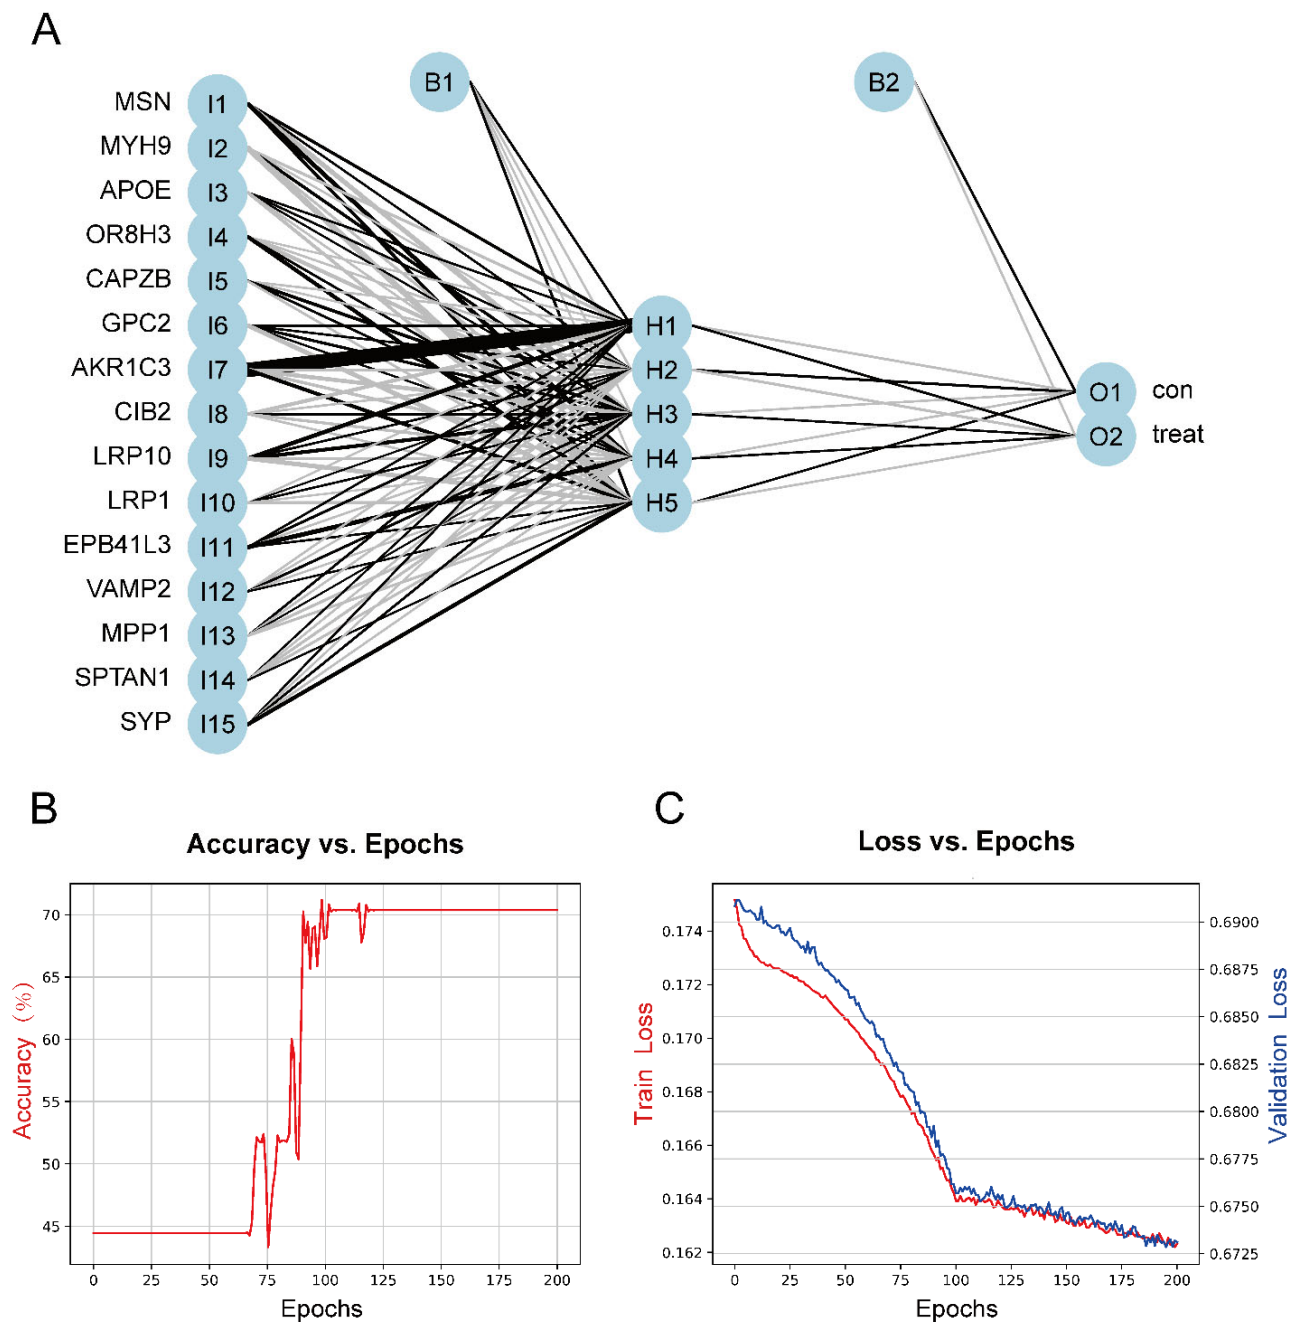 A
B1
B2
MSN I1
MYH9 I2
APOE I3
OR8H3 I4
CAPZB I5
GPC2 I6
AKR1C3 I7
CIB2 I8
LRP10 I9
LRP1 I10
EPB41L3 I11
VAMP2 I12
MPP1 I13
SPTAN1 I14
SYP I15
H1
H2
H3
H4
H5
O1 con
O2 treat
B
Accuracy vs. Epochs
Accuracy (%)
70
65
60
55
50
45
0 25 50 75 100 125 150 175 200
Epochs
C
Loss vs. Epochs
Train Loss
0.174
0.172
0.170
0.168
0.166
0.164
0.162
0.6900
0.6875
0.6850
0.6825
0.6800
0.6775
0.6750
0.6725
Validation Loss
0 25 50 75 100 125 150 175 200
Epochs